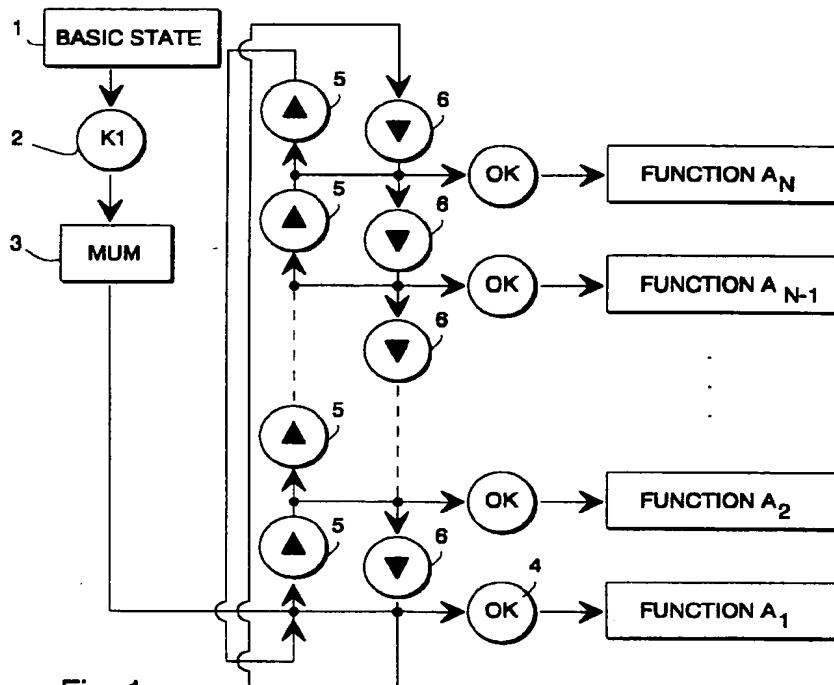 1
BASIC STATE
2
K1
3
MUM
5
6
OK
FUNCTION A_N
5
6
OK
FUNCTION A_N-1
6
5
OK
FUNCTION A_2
5
6
4
OK
FUNCTION A_1